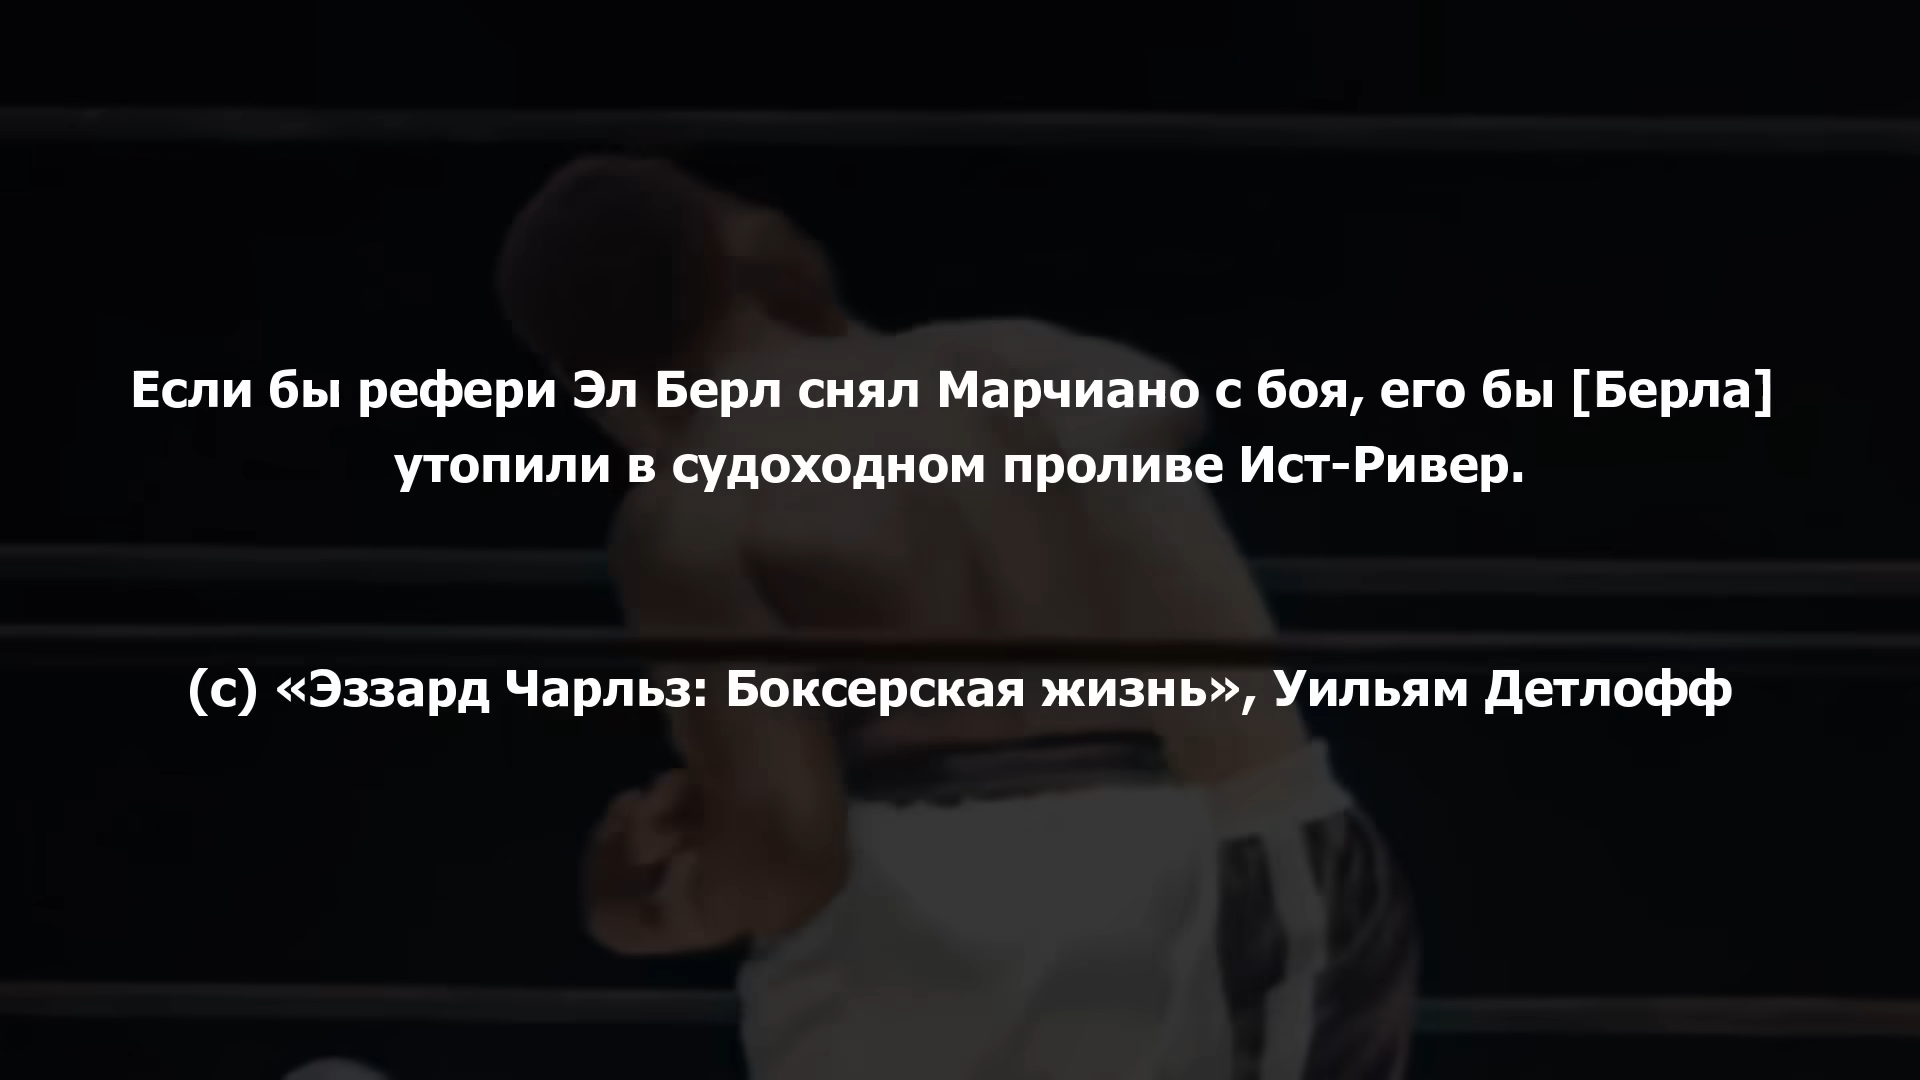 Если бы рефери Эл Берл снял Марчиано с боя, его бы [Берла]
утопили в судоходном проливе Ист-Ривер.
(с) «Эззард Чарльз: Боксерская жизнь», Уильям Детлофф